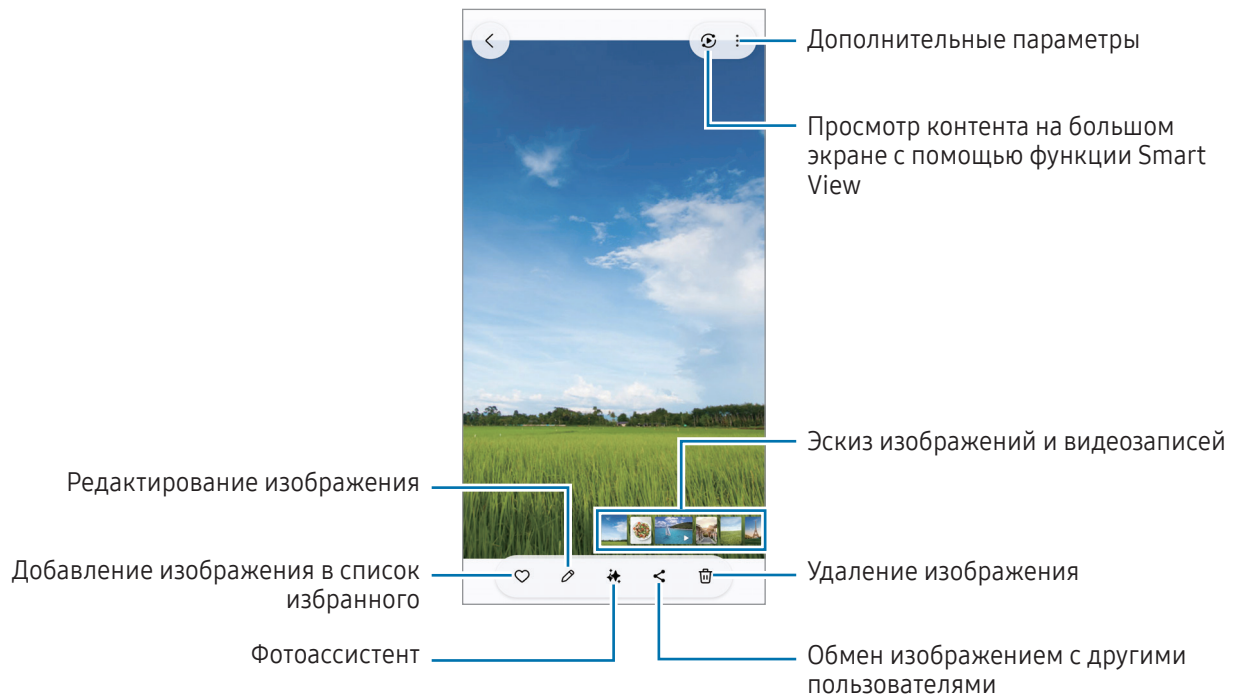 Дополнительные параметры
Просмотр контента на большом
экране с помощью функции Smart
View
Эскиз изображений и видеозаписей
Редактирование изображения
Добавление изображения в список
избранного
Удаление изображения
Фотоассистент
Обмен изображением с другими
пользователями